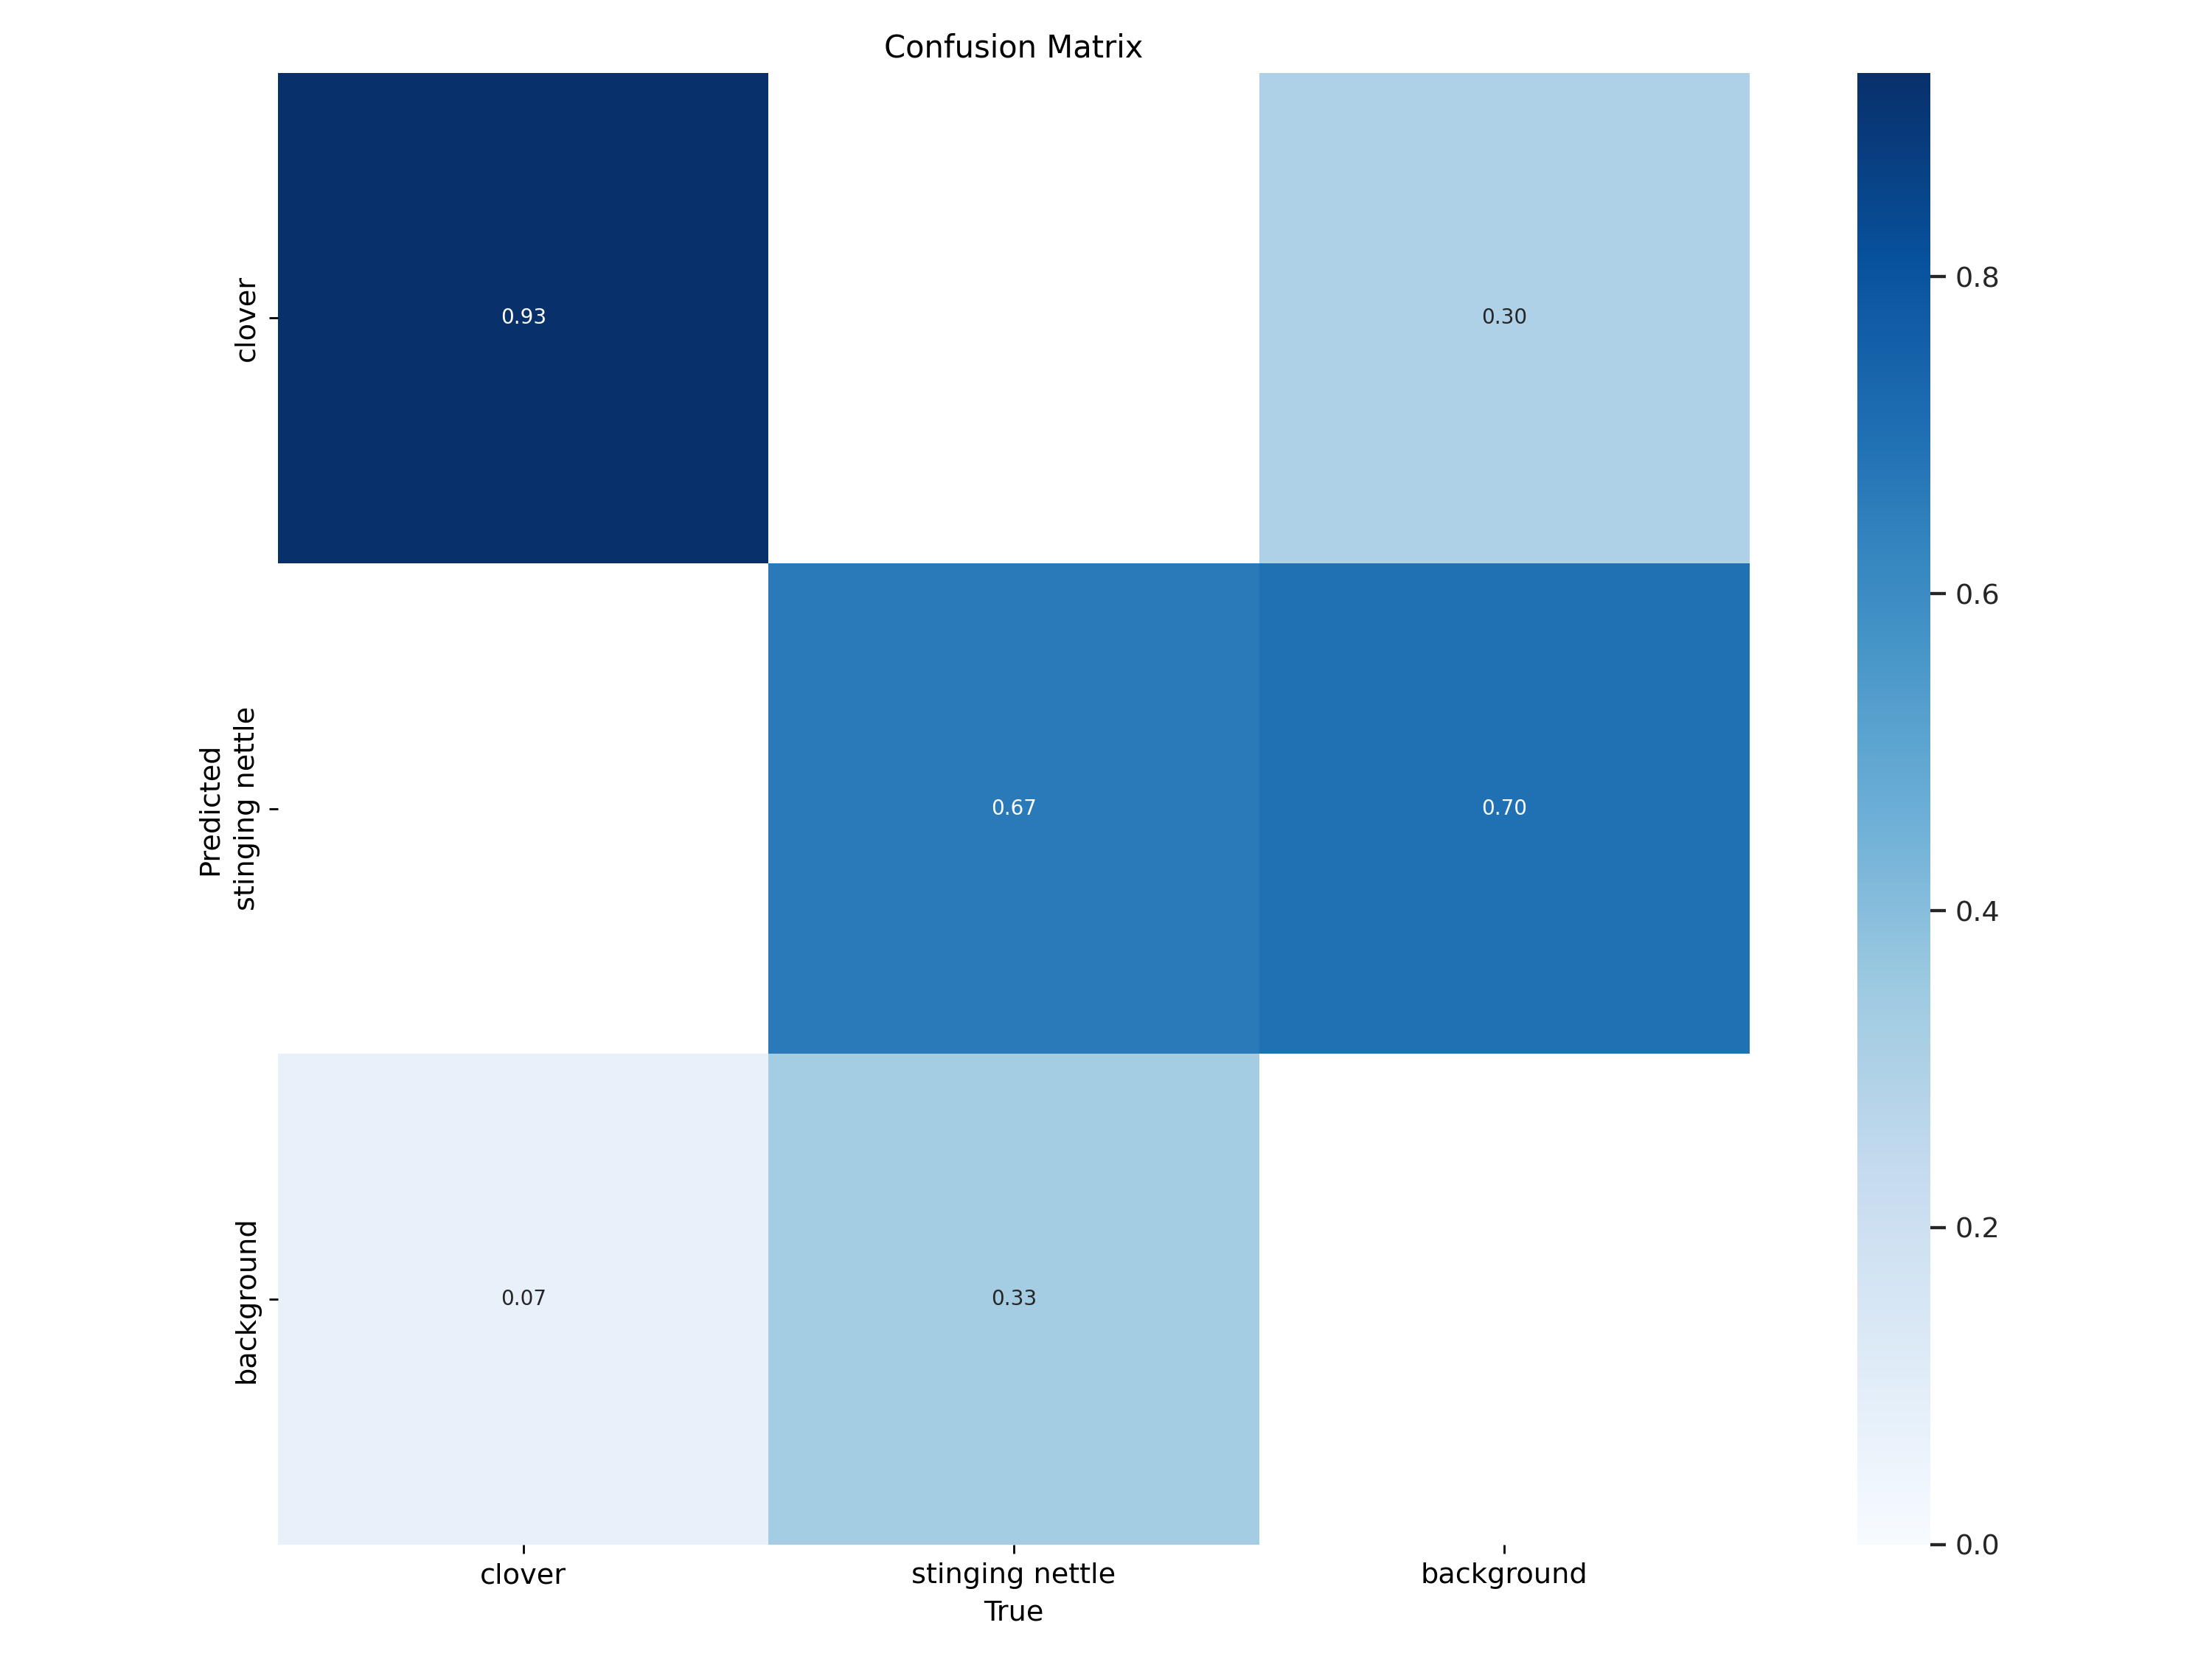 Confusion Matrix
clover
0.93
0.30
0.8
0.6
Predicted
stinging nettle
0.67
0.70
0.4
background
0.07
0.33
0.2
0.0
clover
stinging nettle
background
True